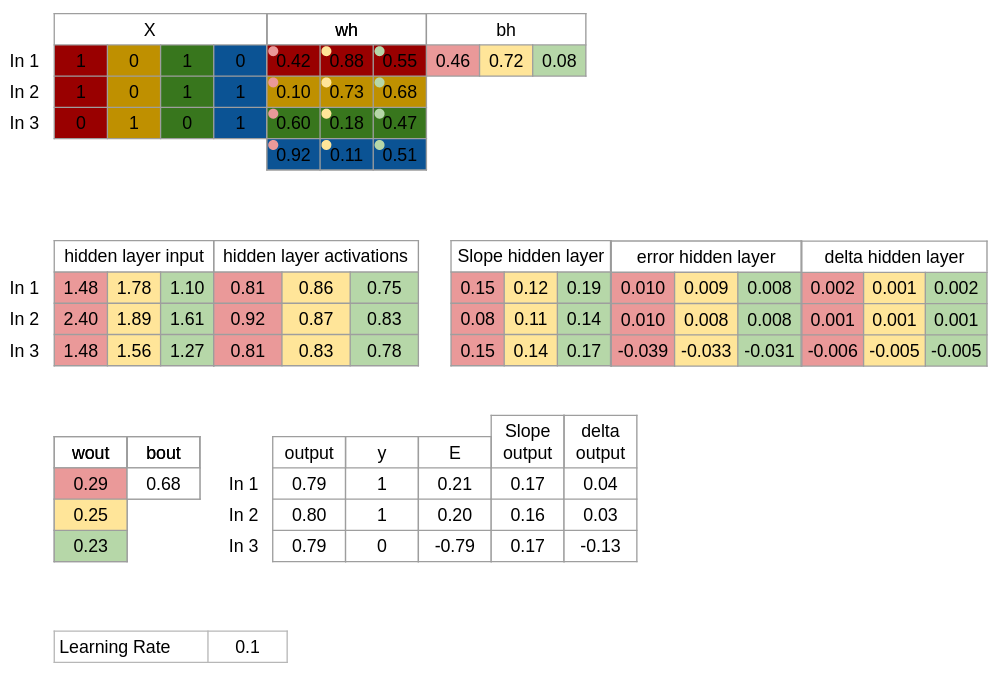 X wh bh
In 1 1 0 1 0 0.42 0.88 0.55 0.46 0.72 0.08
In 2 1 0 1 1 0.10 0.73 0.68
In 3 0 1 0 1 0.60 0.18 0.47
0.92 0.11 0.51
hidden layer input hidden layer activations Slope hidden layer error hidden layer delta hidden layer
In 1 1.48 1.78 1.10 0.81 0.86 0.75 0.15 0.12 0.19 0.010 0.009 0.008 0.002 0.001 0.002
In 2 2.40 1.89 1.61 0.92 0.87 0.83 0.08 0.11 0.14 0.010 0.008 0.008 0.001 0.001 0.001
In 3 1.48 1.56 1.27 0.81 0.83 0.78 0.15 0.14 0.17 -0.039 -0.033 -0.031 -0.006 -0.005 -0.005
wout bout output y E Slope output delta output
0.29 0.68 In 1 0.79 1 0.21 0.17 0.04
0.25 In 2 0.80 1 0.20 0.16 0.03
0.23 In 3 0.79 0 -0.79 0.17 -0.13
Learning Rate 0.1